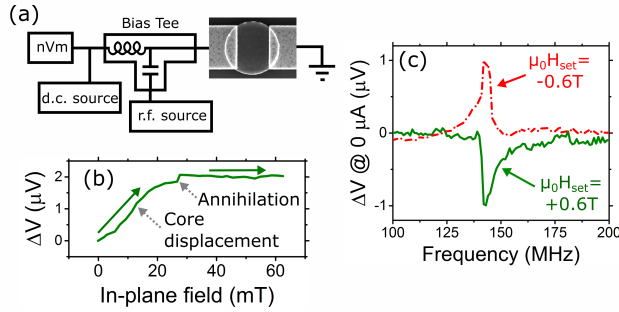 (a)
Bias Tee
nVm
d.c. source
r.f. source
(b)
ΔV (μV)
2
1
0
Annihilation
Core
displacement
0
20
40
60
In-plane field (mT)
(c)
ΔV @ 0 μA (μV)
1
0
-1
μ₀Hset=
-0.6T
μ₀Hset=
+0.6T
100
150
200
Frequency (MHz)